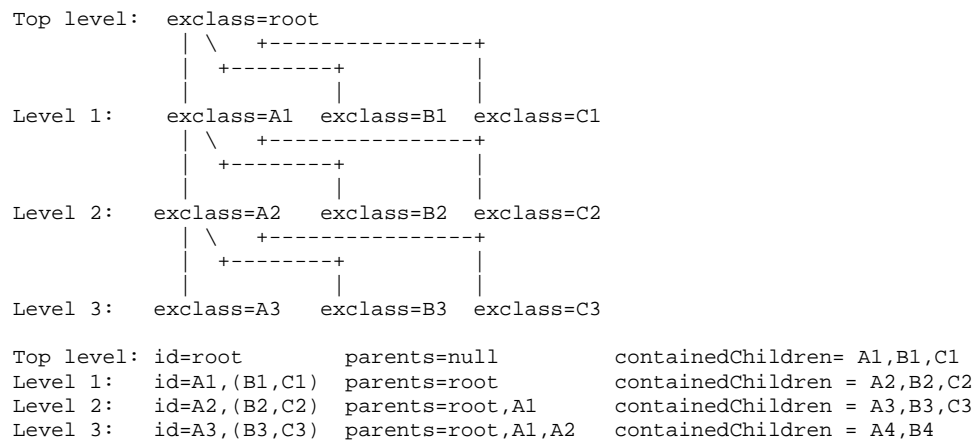 Top level:  exclass=root
Level 1:    exclass=A1  exclass=B1  exclass=C1
Level 2:   exclass=A2   exclass=B2  exclass=C2
Level 3:   exclass=A3   exclass=B3  exclass=C3
Top level: id=root        parents=null         containedChildren= A1,B1,C1
Level 1:   id=A1,(B1,C1)  parents=root         containedChildren = A2,B2,C2
Level 2:   id=A2,(B2,C2)  parents=root,A1      containedChildren = A3,B3,C3
Level 3:   id=A3,(B3,C3)  parents=root,A1,A2   containedChildren = A4,B4